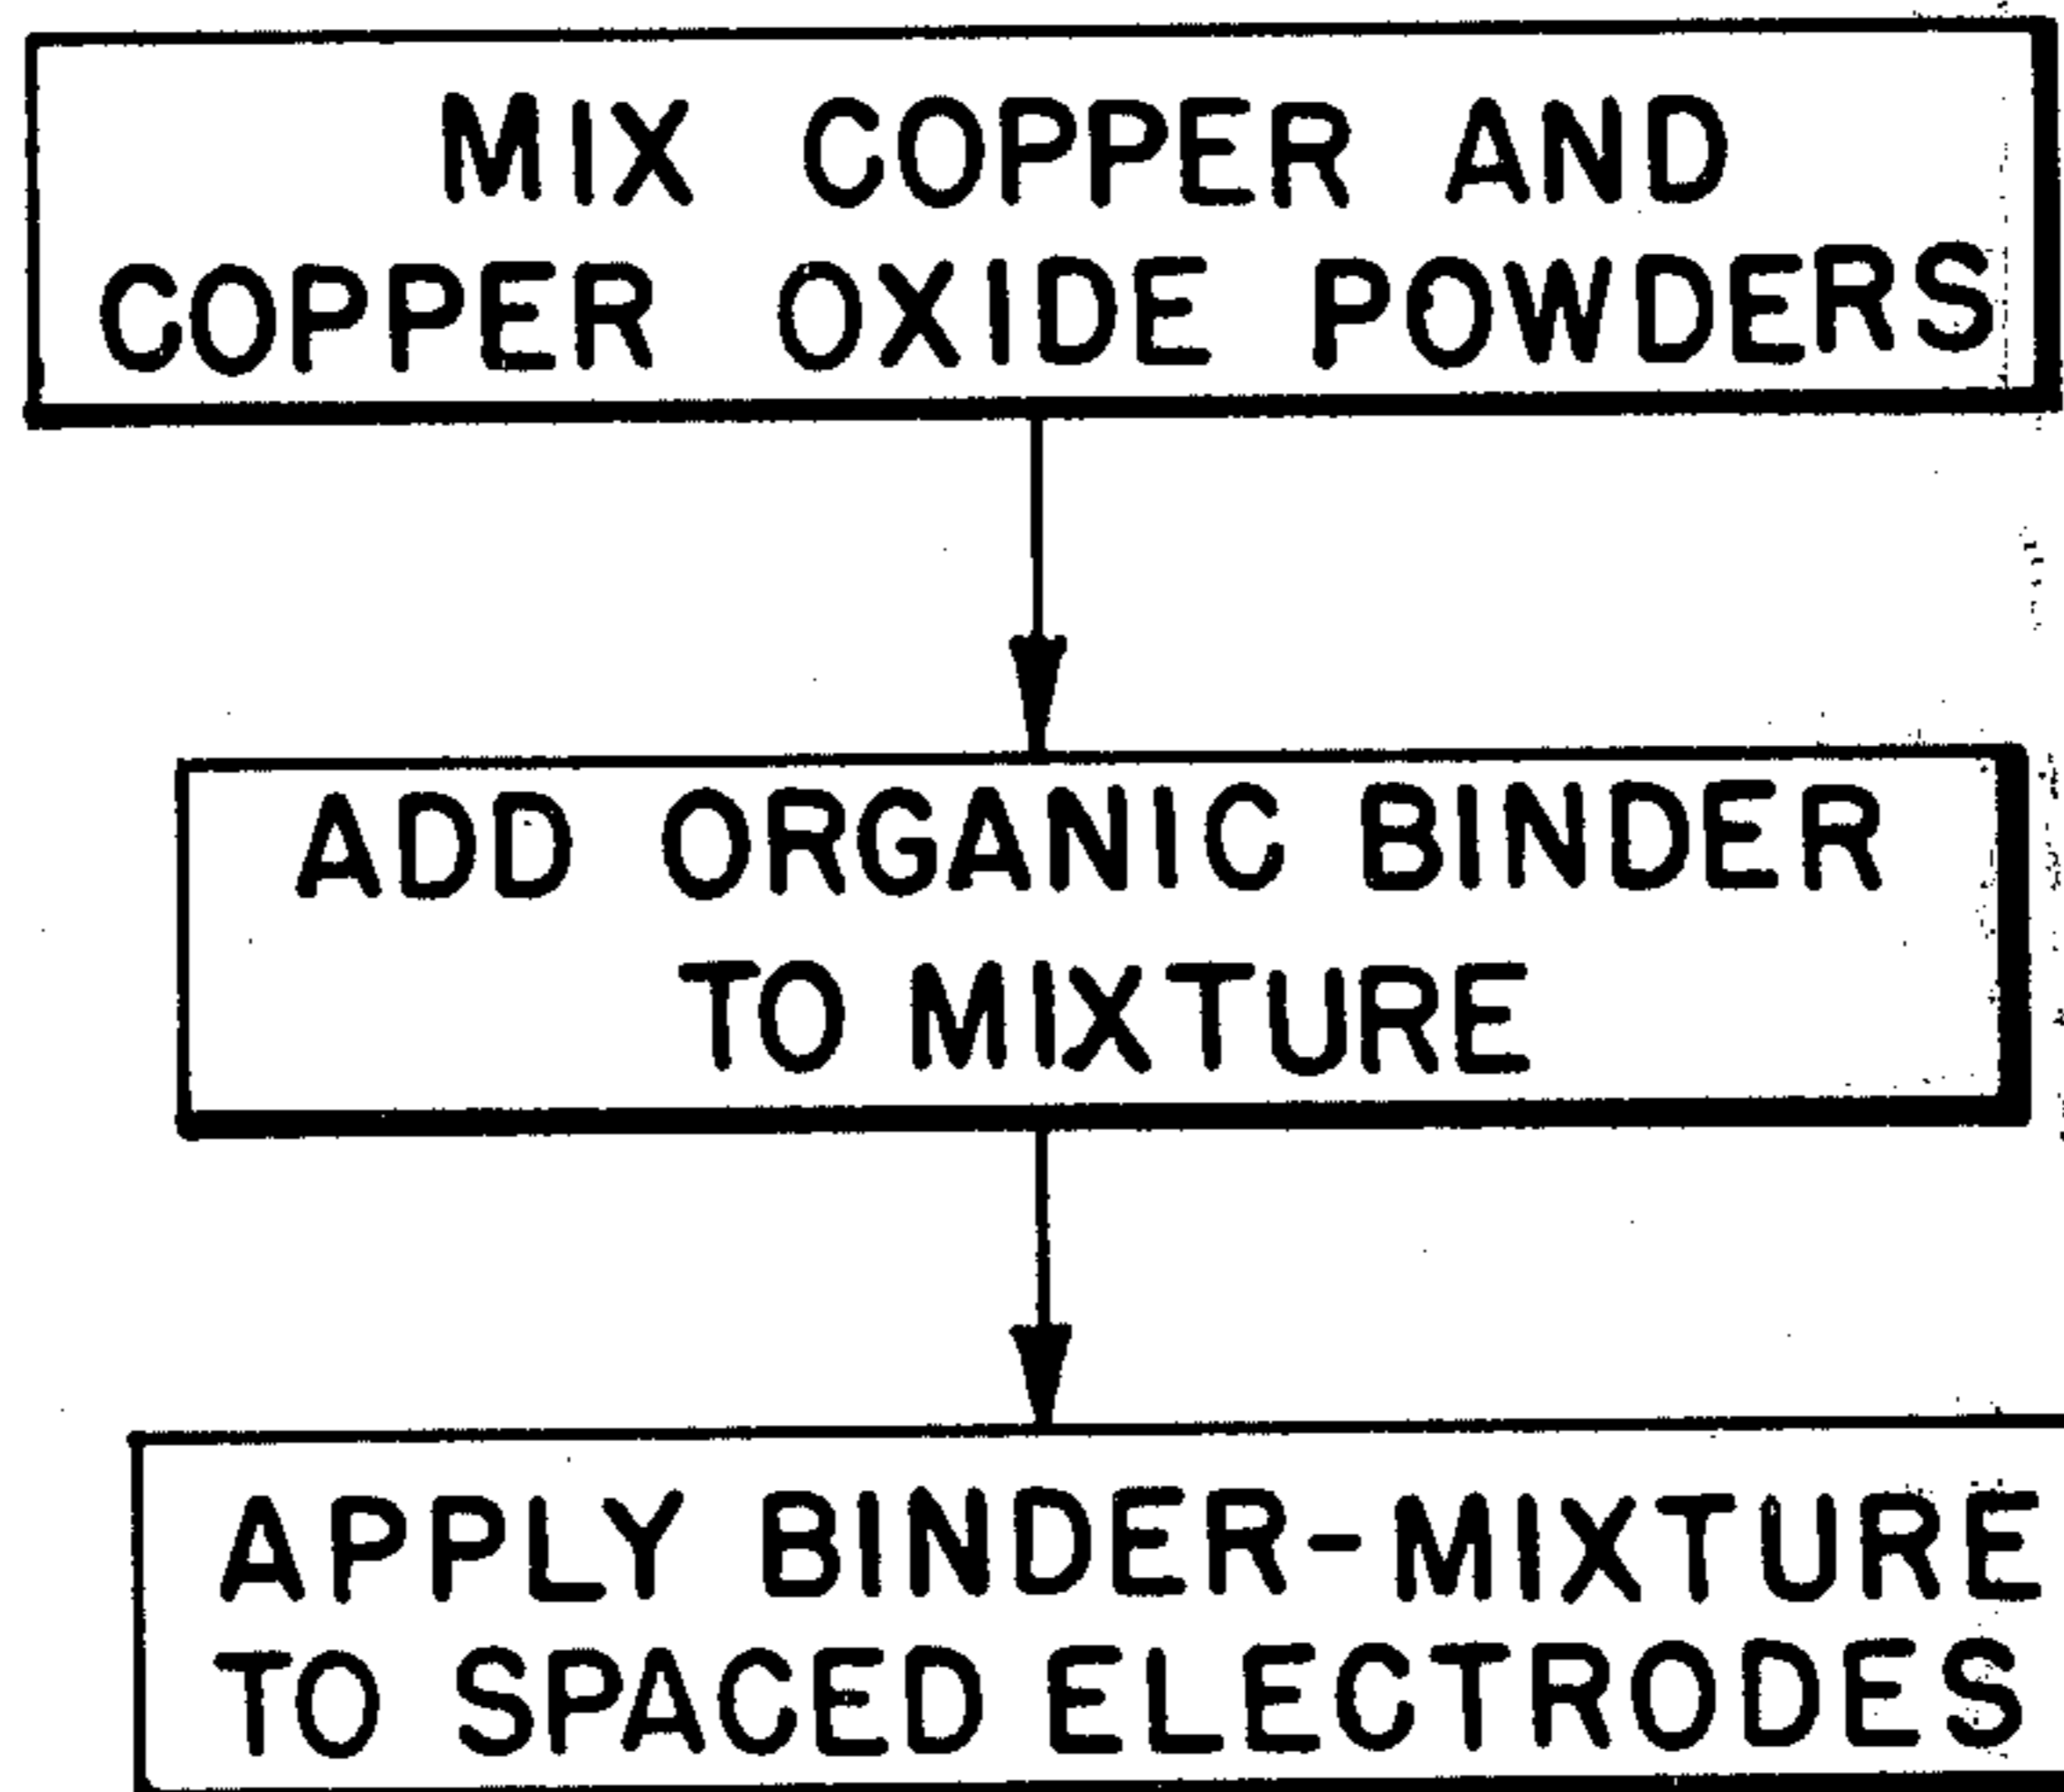 MIX COPPER AND
COPPER OXIDE POWDERS
ADD ORGANIC BINDER
TO MIXTURE
APPLY BINDER-MIXTURE
TO SPACED ELECTRODES